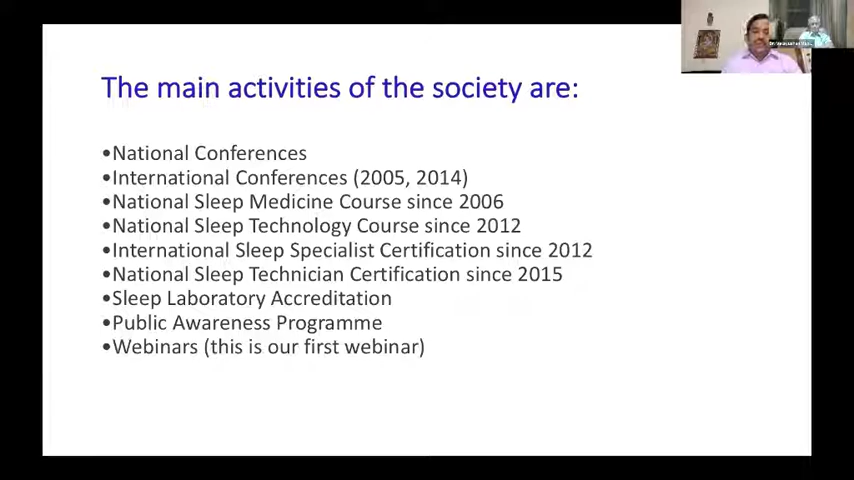 The main activities of the society are:
•National Conferences
•International Conferences (2005, 2014)
•National Sleep Medicine Course since 2006
•National Sleep Technology Course since 2012
•International Sleep Specialist Certification since 2012
•National Sleep Technician Certification since 2015
•Sleep Laboratory Accreditation
•Public Awareness Programme
•Webinars (this is our first webinar)